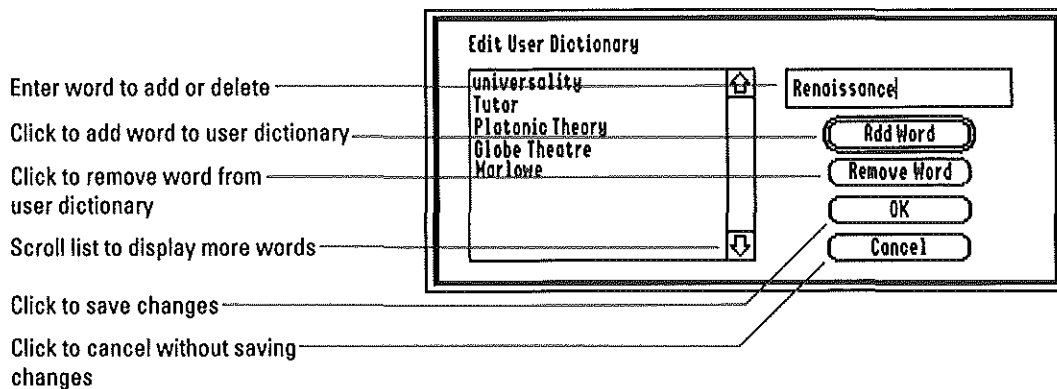 Edit User Dictionary
universality
Tutor
Platonic Theory
Globe Theatre
Marlowe
Renaissance
Add Word
Remove Word
OK
Cancel
Enter word to add or delete
Click to add word to user dictionary
Click to remove word from
user dictionary
Scroll list to display more words
Click to save changes
Click to cancel without saving
changes